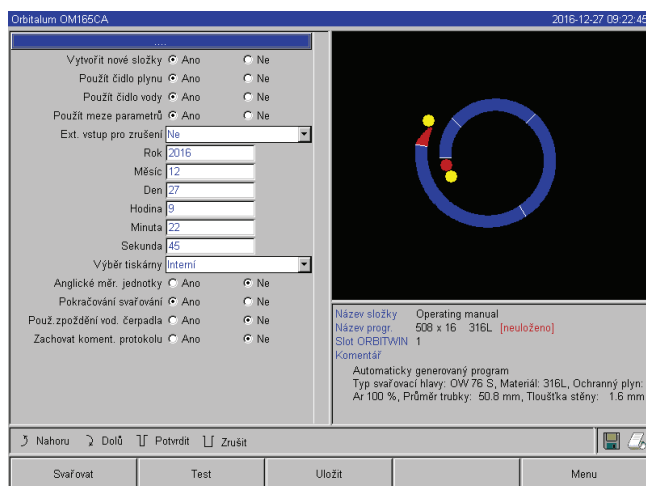 Orbitalum OM165CA 2016-12-27 09:22:45
....
Vytvořit nové složky Ano Ne
Použít čidlo plynu Ano Ne
Použít čidlo vody Ano Ne
Použít meze parametrů Ano Ne
Ext. vstup pro zrušení Ne
Rok 2016
Měsíc 12
Den 27
Hodina 9
Minuta 22
Sekunda 45
Výběr tiskárny Interní
Anglické měr. jednotky Ano Ne
Pokračování svařování Ano Ne
Použ.zpoždění vod. čerpadla Ano Ne
Zachovat koment. protokolu Ano Ne
Název složky Operating manual
Název progr. 508 x 16 316L [neuloženo]
Slot ORBITWIN 1
Komentář
Automaticky generovaný program
Typ svařovací hlavy: OW 76 S, Materiál: 316L, Ochranný plyn:
Ar 100 %, Průměr trubky: 50.8 mm, Tloušťka stěny: 1.6 mm
Nahoru Dolů Potvrdit Zrušit
Svařovat Test Uložit Menu